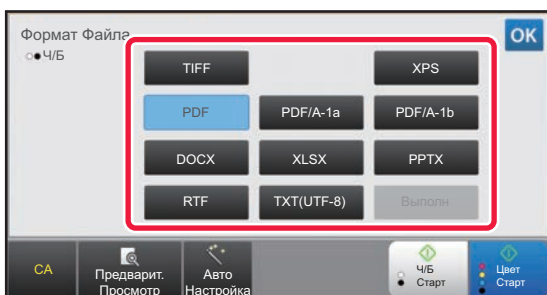 Формат Файла
Ч/Б
OK
TIFF
XPS
PDF
PDF/A-1a
PDF/A-1b
DOCX
XLSX
PPTX
RTF
TXT(UTF-8)
Выполн
CA
Предварит.
Просмотр
Авто
Настройка
Ч/Б
Старт
Цвет
Старт